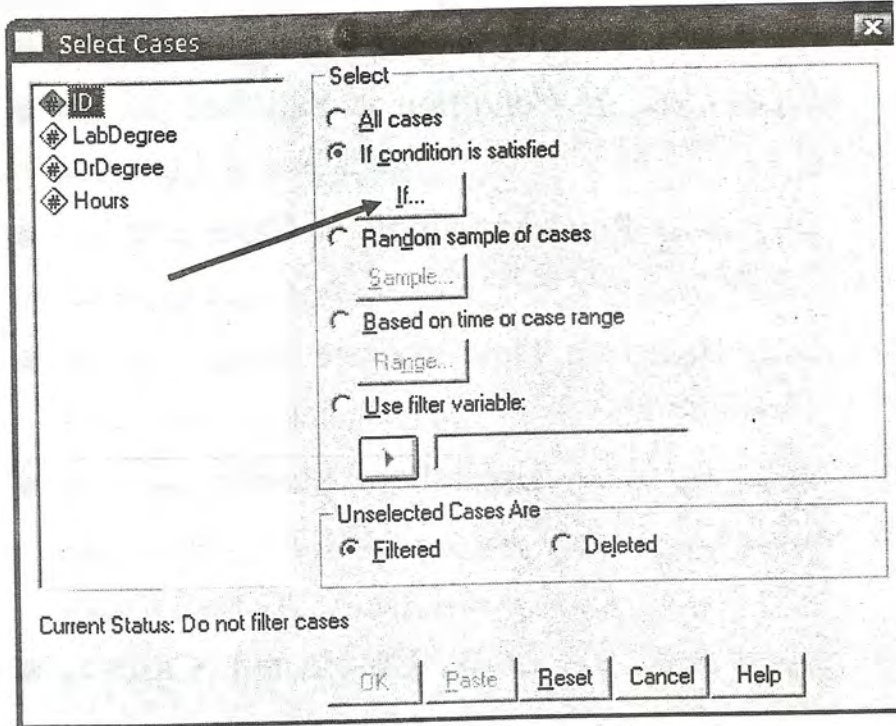 Select Cases
ID
LabDegree
OrDegree
Hours
Select
All cases
If condition is satisfied
If...
Random sample of cases
Sample...
Based on time or case range
Range...
Use filter variable:
Unselected Cases Are
Filtered
Deleted
Current Status: Do not filter cases
OK
Paste
Reset
Cancel
Help